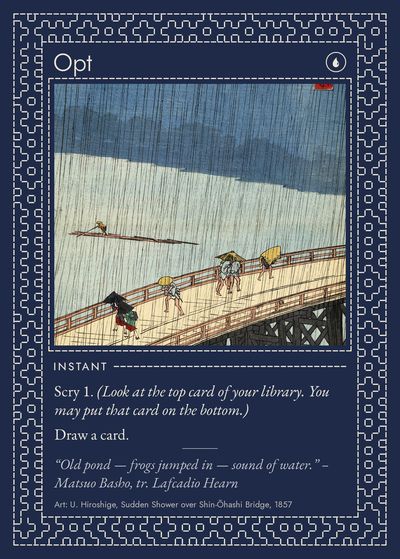 Opt
INSTANT
Scry 1. (Look at the top card of your library. You
may put that card on the bottom.)
Draw a card.
“Old pond — frogs jumped in — sound of water.” –
Matsuo Basho, tr. Lafcadio Hearn
Art: U. Hiroshige, Sudden Shower over Shin-Ōhashi Bridge, 1857